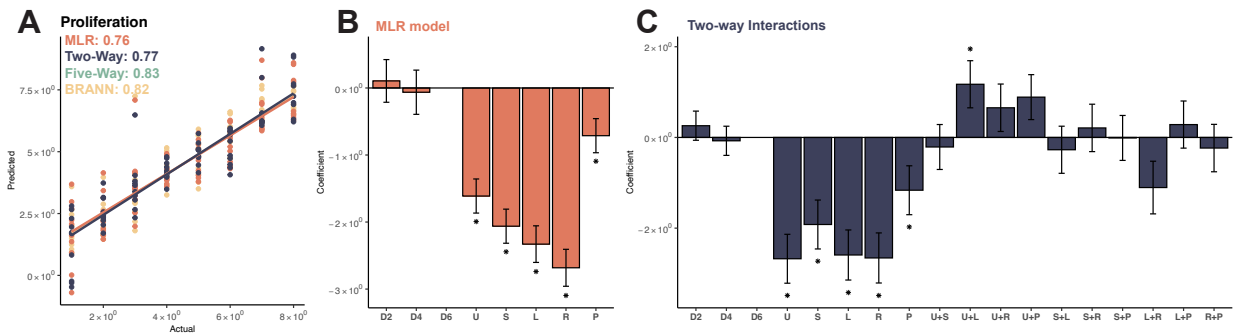 A
Proliferation
MLR: 0.76
Two-Way: 0.77
Five-Way: 0.83
BRANN: 0.82
Predicted
7.5×10⁰
5×10⁰
2.5×10⁰
0×10⁰
2×10⁰ 4×10⁰ 6×10⁰ 8×10⁰
Actual
B
MLR model
Coefficient
0×10⁰
−1×10⁰
−2×10⁰
−3×10⁰
D2 D4 D6 U S L R P
* * * * *
C
Two-way Interactions
Coefficient
2×10⁰
0×10⁰
−2×10⁰
D2 D4 D6 U S L R P U+S U+L U+R U+P S+L S+R S+P L+R L+P R+P
* * * * * *